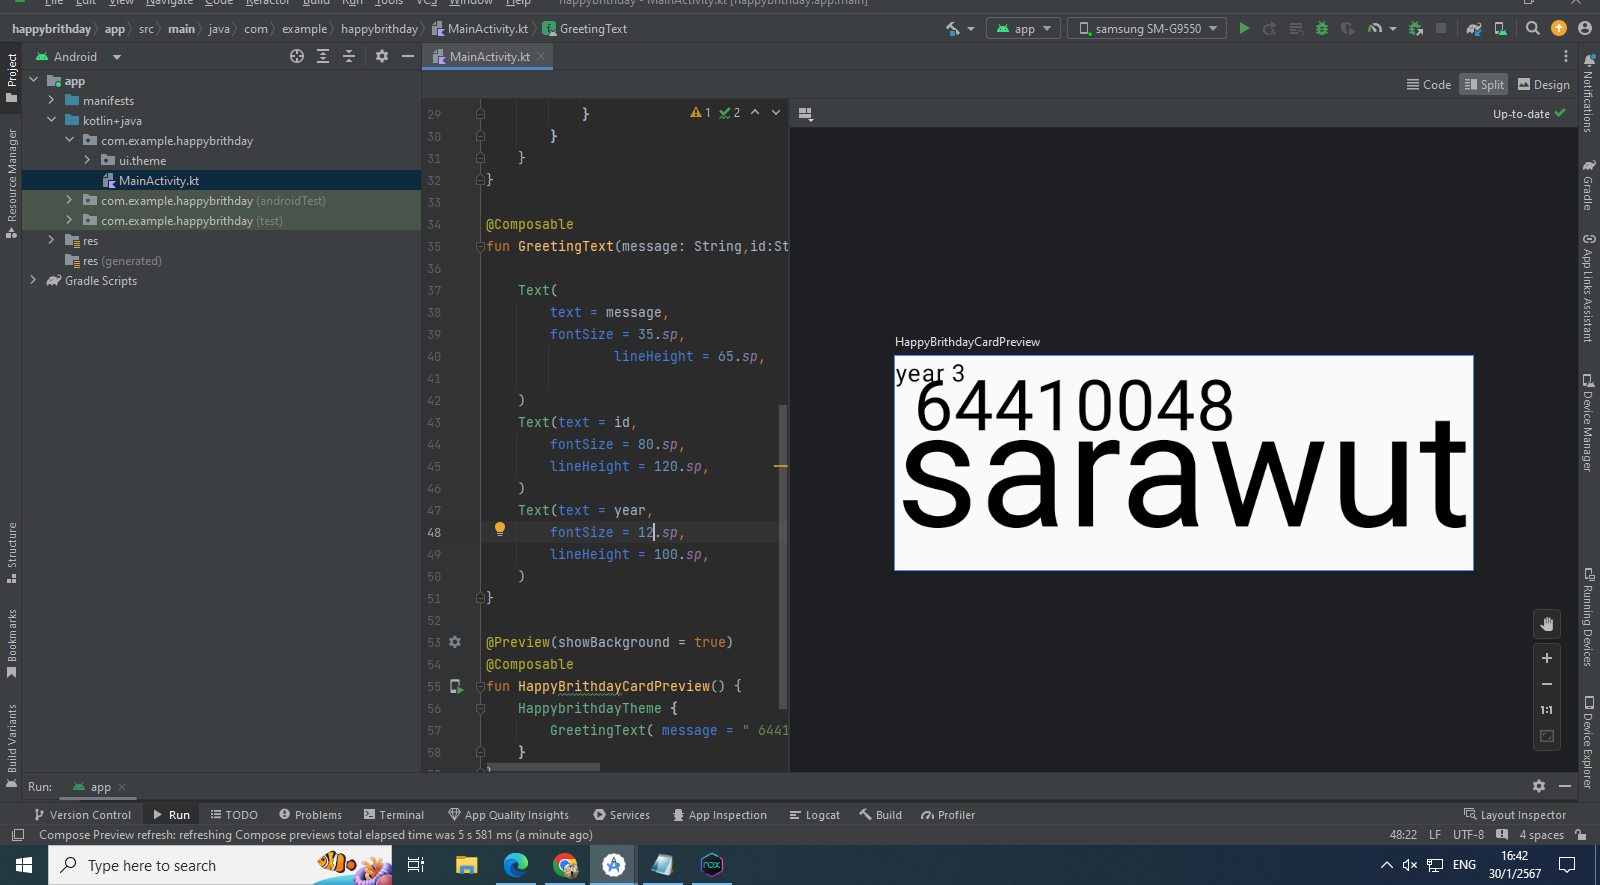 File Edit View Navigate Code Refactor Build Run Tools VCS Window Help happybrithday - MainActivity.kt [happybrithday.app.main]
happybrithday app src main java com example happybrithday MainActivity.kt GreetingText
app samsung SM-G9550
Project
Resource Manager
Structure
Bookmarks
Build Variants
Android
app
manifests
kotlin+java
com.example.happybrithday
ui.theme
MainActivity.kt
com.example.happybrithday (androidTest)
com.example.happybrithday (test)
res
res (generated)
Gradle Scripts
MainActivity.kt
Code Split Design
1 2
29 }
30 }
31 }
32 }
33
34 @Composable
35 fun GreetingText(message: String,id:St
36
37 Text(
38 text = message,
39 fontSize = 35.sp,
40 lineHeight = 65.sp,
41
42 )
43 Text(text = id,
44 fontSize = 80.sp,
45 lineHeight = 120.sp,
46 )
47 Text(text = year,
48 fontSize = 12.sp,
49 lineHeight = 100.sp,
50 )
51 }
52
53 @Preview(showBackground = true)
54 @Composable
55 fun HappyBrithdayCardPreview() {
56 HappybrithdayTheme {
57 GreetingText( message = " 6441
58 }
Up-to-date
HappyBrithdayCardPreview
year 3
64410048
sarawut
1:1
Notifications
Gradle
App Links Assistant
Device Manager
Running Devices
Device Explorer
Run: app
Version Control Run TODO Problems Terminal App Quality Insights Services App Inspection Logcat Build Profiler Layout Inspector
Compose Preview refresh: refreshing Compose previews total elapsed time was 5 s 581 ms (a minute ago) 48:22 LF UTF-8 4 spaces
Type here to search
nox
ENG
16:42
30/1/2567